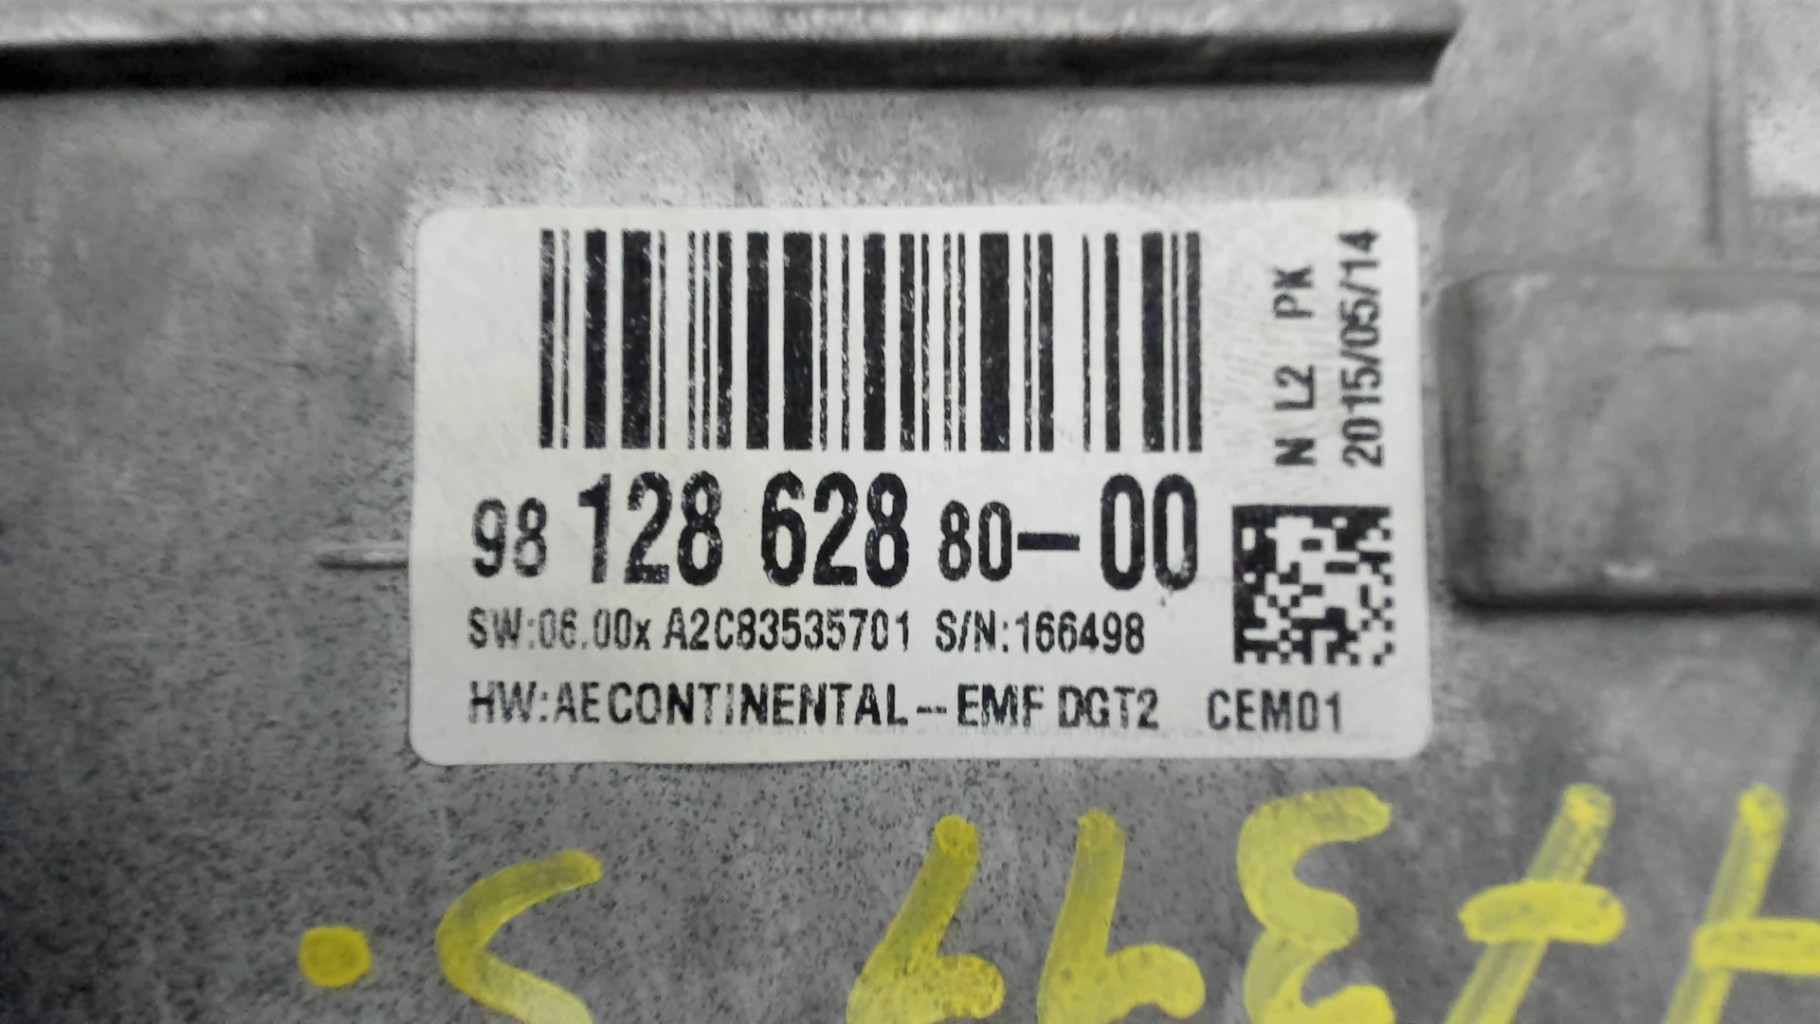 98 128 628 80-00
SW:06.00x A2C83535701 S/N:166498
HW:AECONTINENTAL--EMF DGT2 CEM01
N L2 PK
2015/05/14